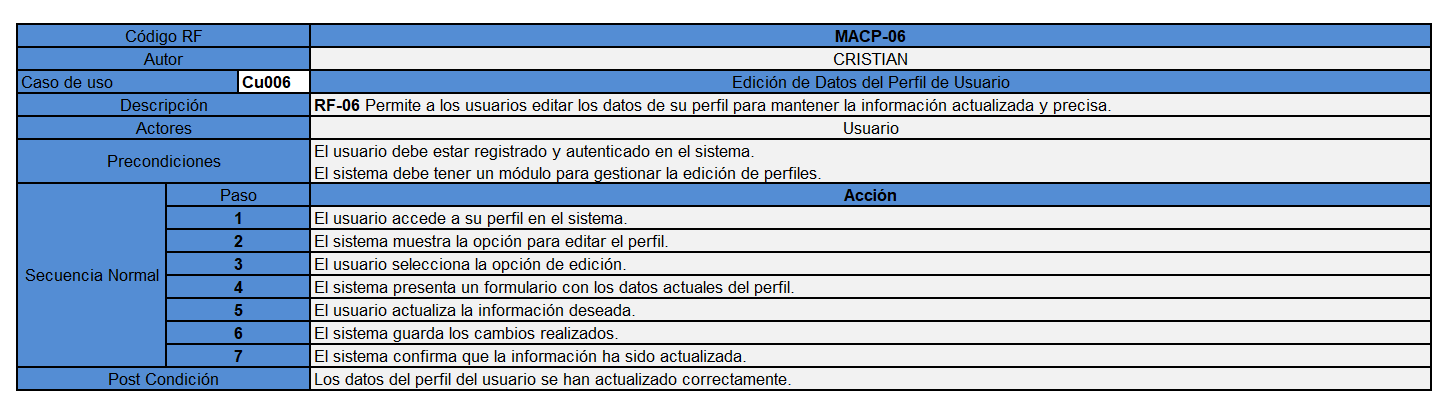 Código RF MACP-06
Autor CRISTIAN
Caso de uso Cu006 Edición de Datos del Perfil de Usuario
Descripción RF-06 Permite a los usuarios editar los datos de su perfil para mantener la información actualizada y precisa.
Actores Usuario
Precondiciones El usuario debe estar registrado y autenticado en el sistema.
El sistema debe tener un módulo para gestionar la edición de perfiles.
Secuencia Normal Paso Acción
1 El usuario accede a su perfil en el sistema.
2 El sistema muestra la opción para editar el perfil.
3 El usuario selecciona la opción de edición.
4 El sistema presenta un formulario con los datos actuales del perfil.
5 El usuario actualiza la información deseada.
6 El sistema guarda los cambios realizados.
7 El sistema confirma que la información ha sido actualizada.
Post Condición Los datos del perfil del usuario se han actualizado correctamente.